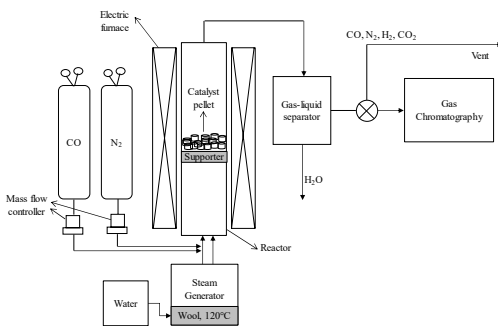 Electric
furnace
CO, N₂, H₂, CO₂
Vent
Catalyst
pellet
Gas-liquid
separator
Gas
Chromatography
CO
N₂
Supporter
H₂O
Mass flow
controller
Reactor
Steam
Generator
Water
Wool, 120°C